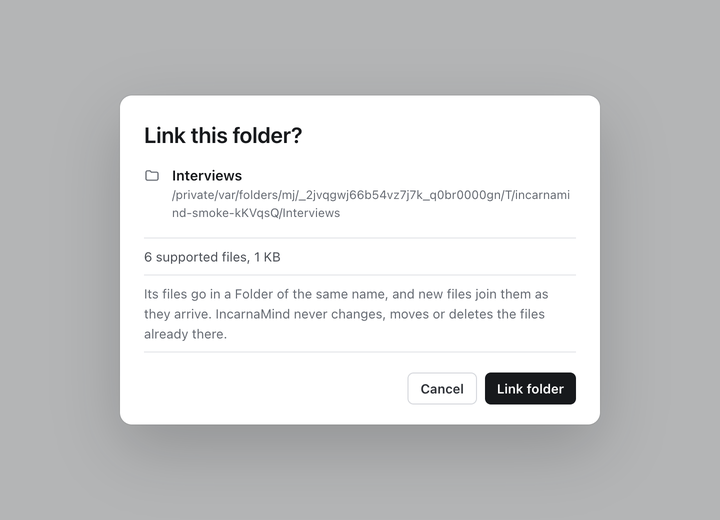 Link this folder?
Interviews
/private/var/folders/mj/_2jvqgwj66b54vz7j7k_q0br0000gn/T/incarnami
nd-smoke-kKVqsQ/Interviews
6 supported files, 1 KB
Its files go in a Folder of the same name, and new files join them as
they arrive. IncarnaMind never changes, moves or deletes the files
already there.
Cancel
Link folder